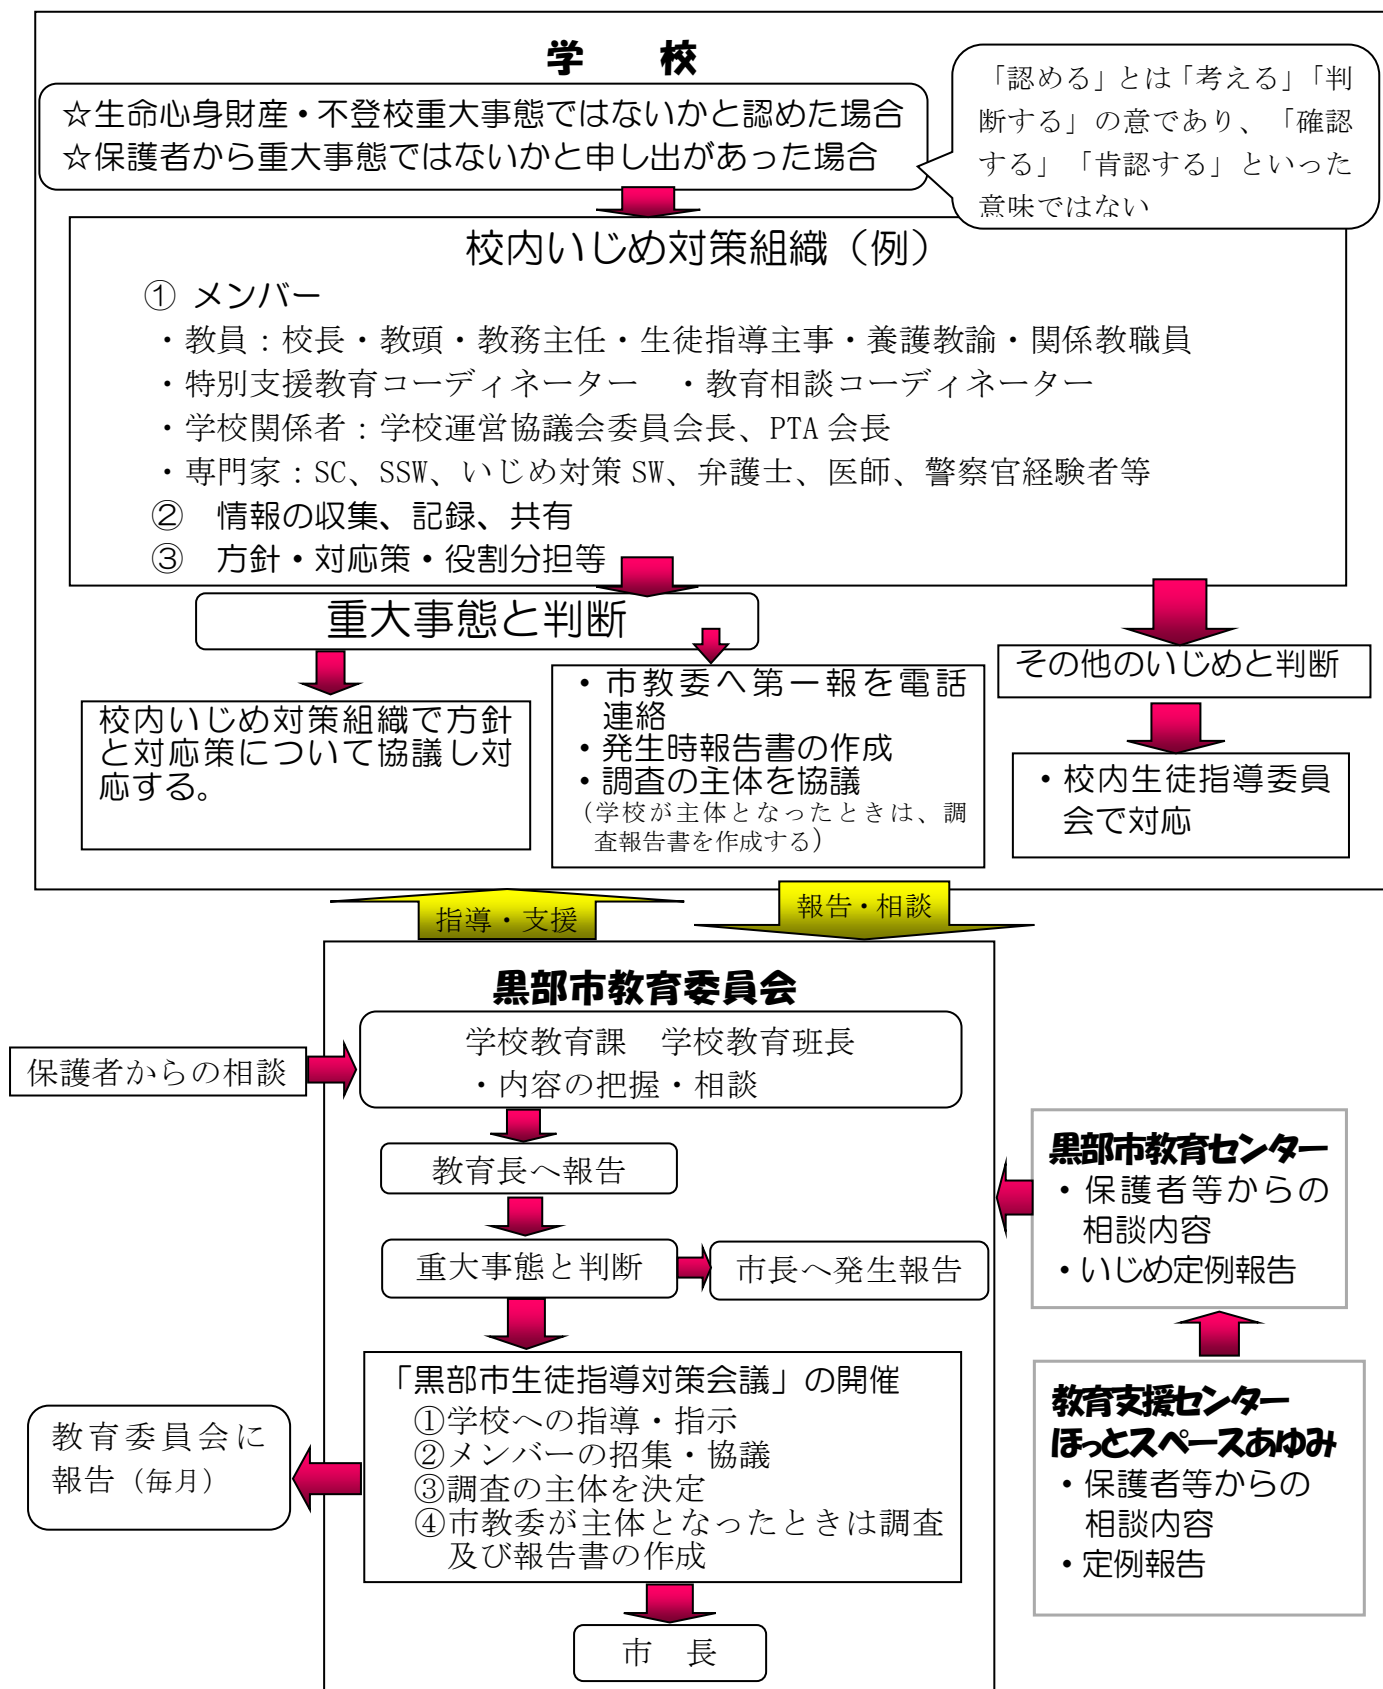 学　校
☆生命心身財産・不登校重大事態ではないかと認めた場合
☆保護者から重大事態ではないかと申し出があった場合
「認める」とは「考える」「判
断する」の意であり、「確認
する」「肯認する」といった
意味ではない
校内いじめ対策組織（例）
① メンバー
・教員：校長・教頭・教務主任・生徒指導主事・養護教諭・関係教職員
・特別支援教育コーディネーター　・教育相談コーディネーター
・学校関係者：学校運営協議会委員会長、PTA 会長
・専門家：SC、SSW、いじめ対策 SW、弁護士、医師、警察官経験者等
②　情報の収集、記録、共有
③　方針・対応策・役割分担等
重大事態と判断
校内いじめ対策組織で方針
と対応策について協議し対
応する。
・市教委へ第一報を電話
連絡
・発生時報告書の作成
・調査の主体を協議
（学校が主体となったときは、調
査報告書を作成する）
その他のいじめと判断
・校内生徒指導委員
会で対応
指導・支援
報告・相談
黒部市教育委員会
学校教育課　学校教育班長
・内容の把握・相談
保護者からの相談
教育長へ報告
重大事態と判断
市長へ発生報告
「黒部市生徒指導対策会議」の開催
①学校への指導・指示
②メンバーの招集・協議
③調査の主体を決定
④市教委が主体となったときは調査
及び報告書の作成
教育委員会に
報告（毎月）
市　長
黒部市教育センター
・保護者等からの
相談内容
・いじめ定例報告
教育支援センター
ほっとスペースあゆみ
・保護者等からの
相談内容
・定例報告